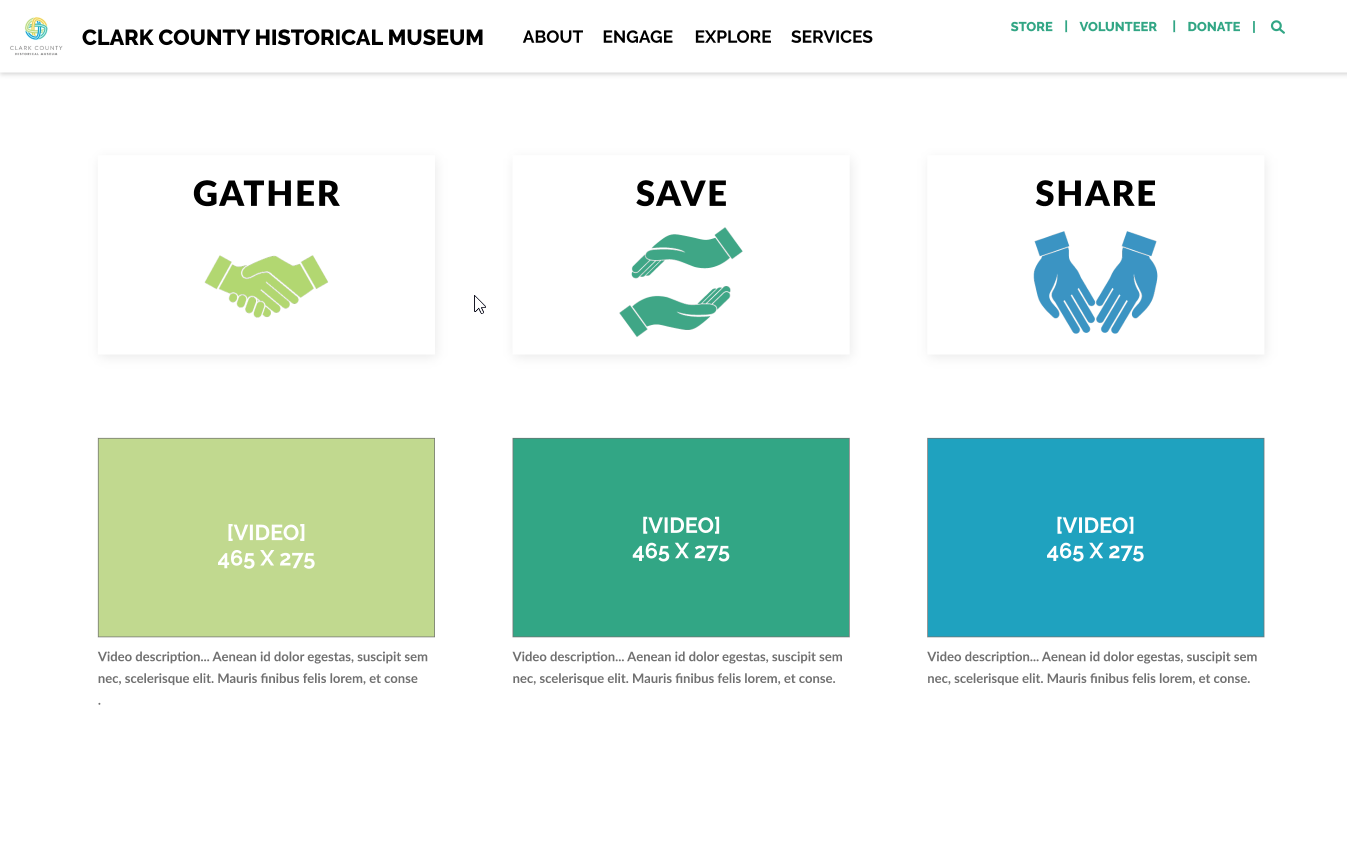 CLARK COUNTY
HISTORICAL MUSEUM
CLARK COUNTY HISTORICAL MUSEUM
ABOUT ENGAGE EXPLORE SERVICES
STORE | VOLUNTEER | DONATE |
GATHER
SAVE
SHARE
[VIDEO]
465 X 275
[VIDEO]
465 X 275
[VIDEO]
465 X 275
Video description... Aenean id dolor egestas, suscipit sem
nec, scelerisque elit. Mauris finibus felis lorem, et conse
.
Video description... Aenean id dolor egestas, suscipit sem
nec, scelerisque elit. Mauris finibus felis lorem, et conse.
Video description... Aenean id dolor egestas, suscipit sem
nec, scelerisque elit. Mauris finibus felis lorem, et conse.